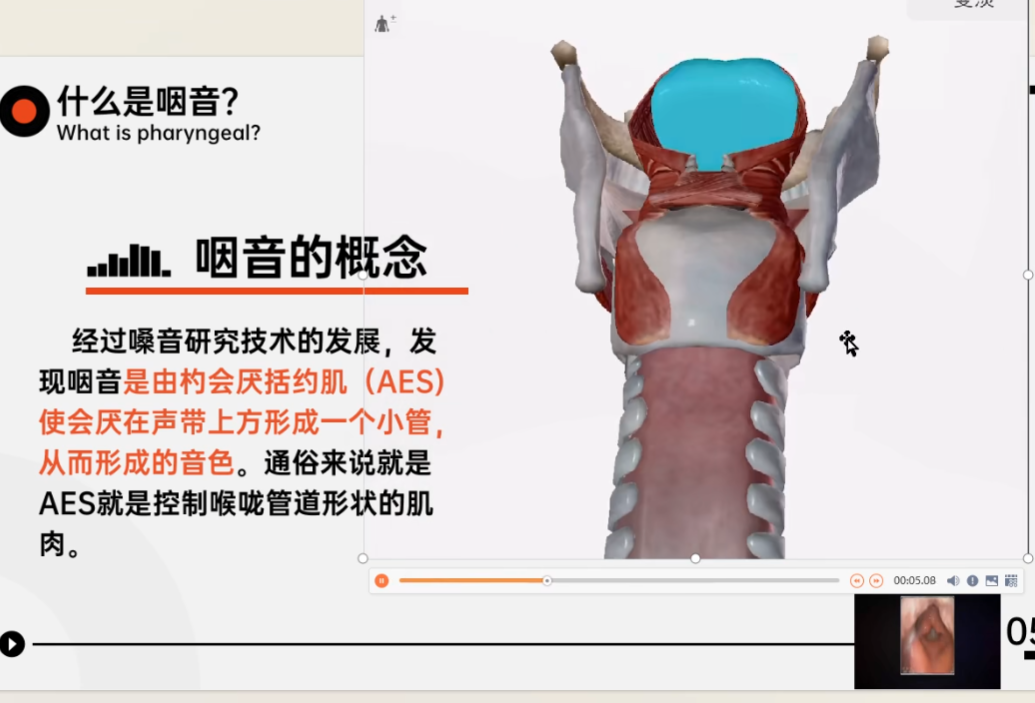 什么是咽音?
What is pharyngeal?
咽音的概念
经过嗓音研究技术的发展，发
现咽音是由杓会厌括约肌（AES)
使会厌在声带上方形成一个小管，
从而形成的音色。通俗来说就是
AES就是控制喉咙管道形状的肌
肉。
00:05.08
05